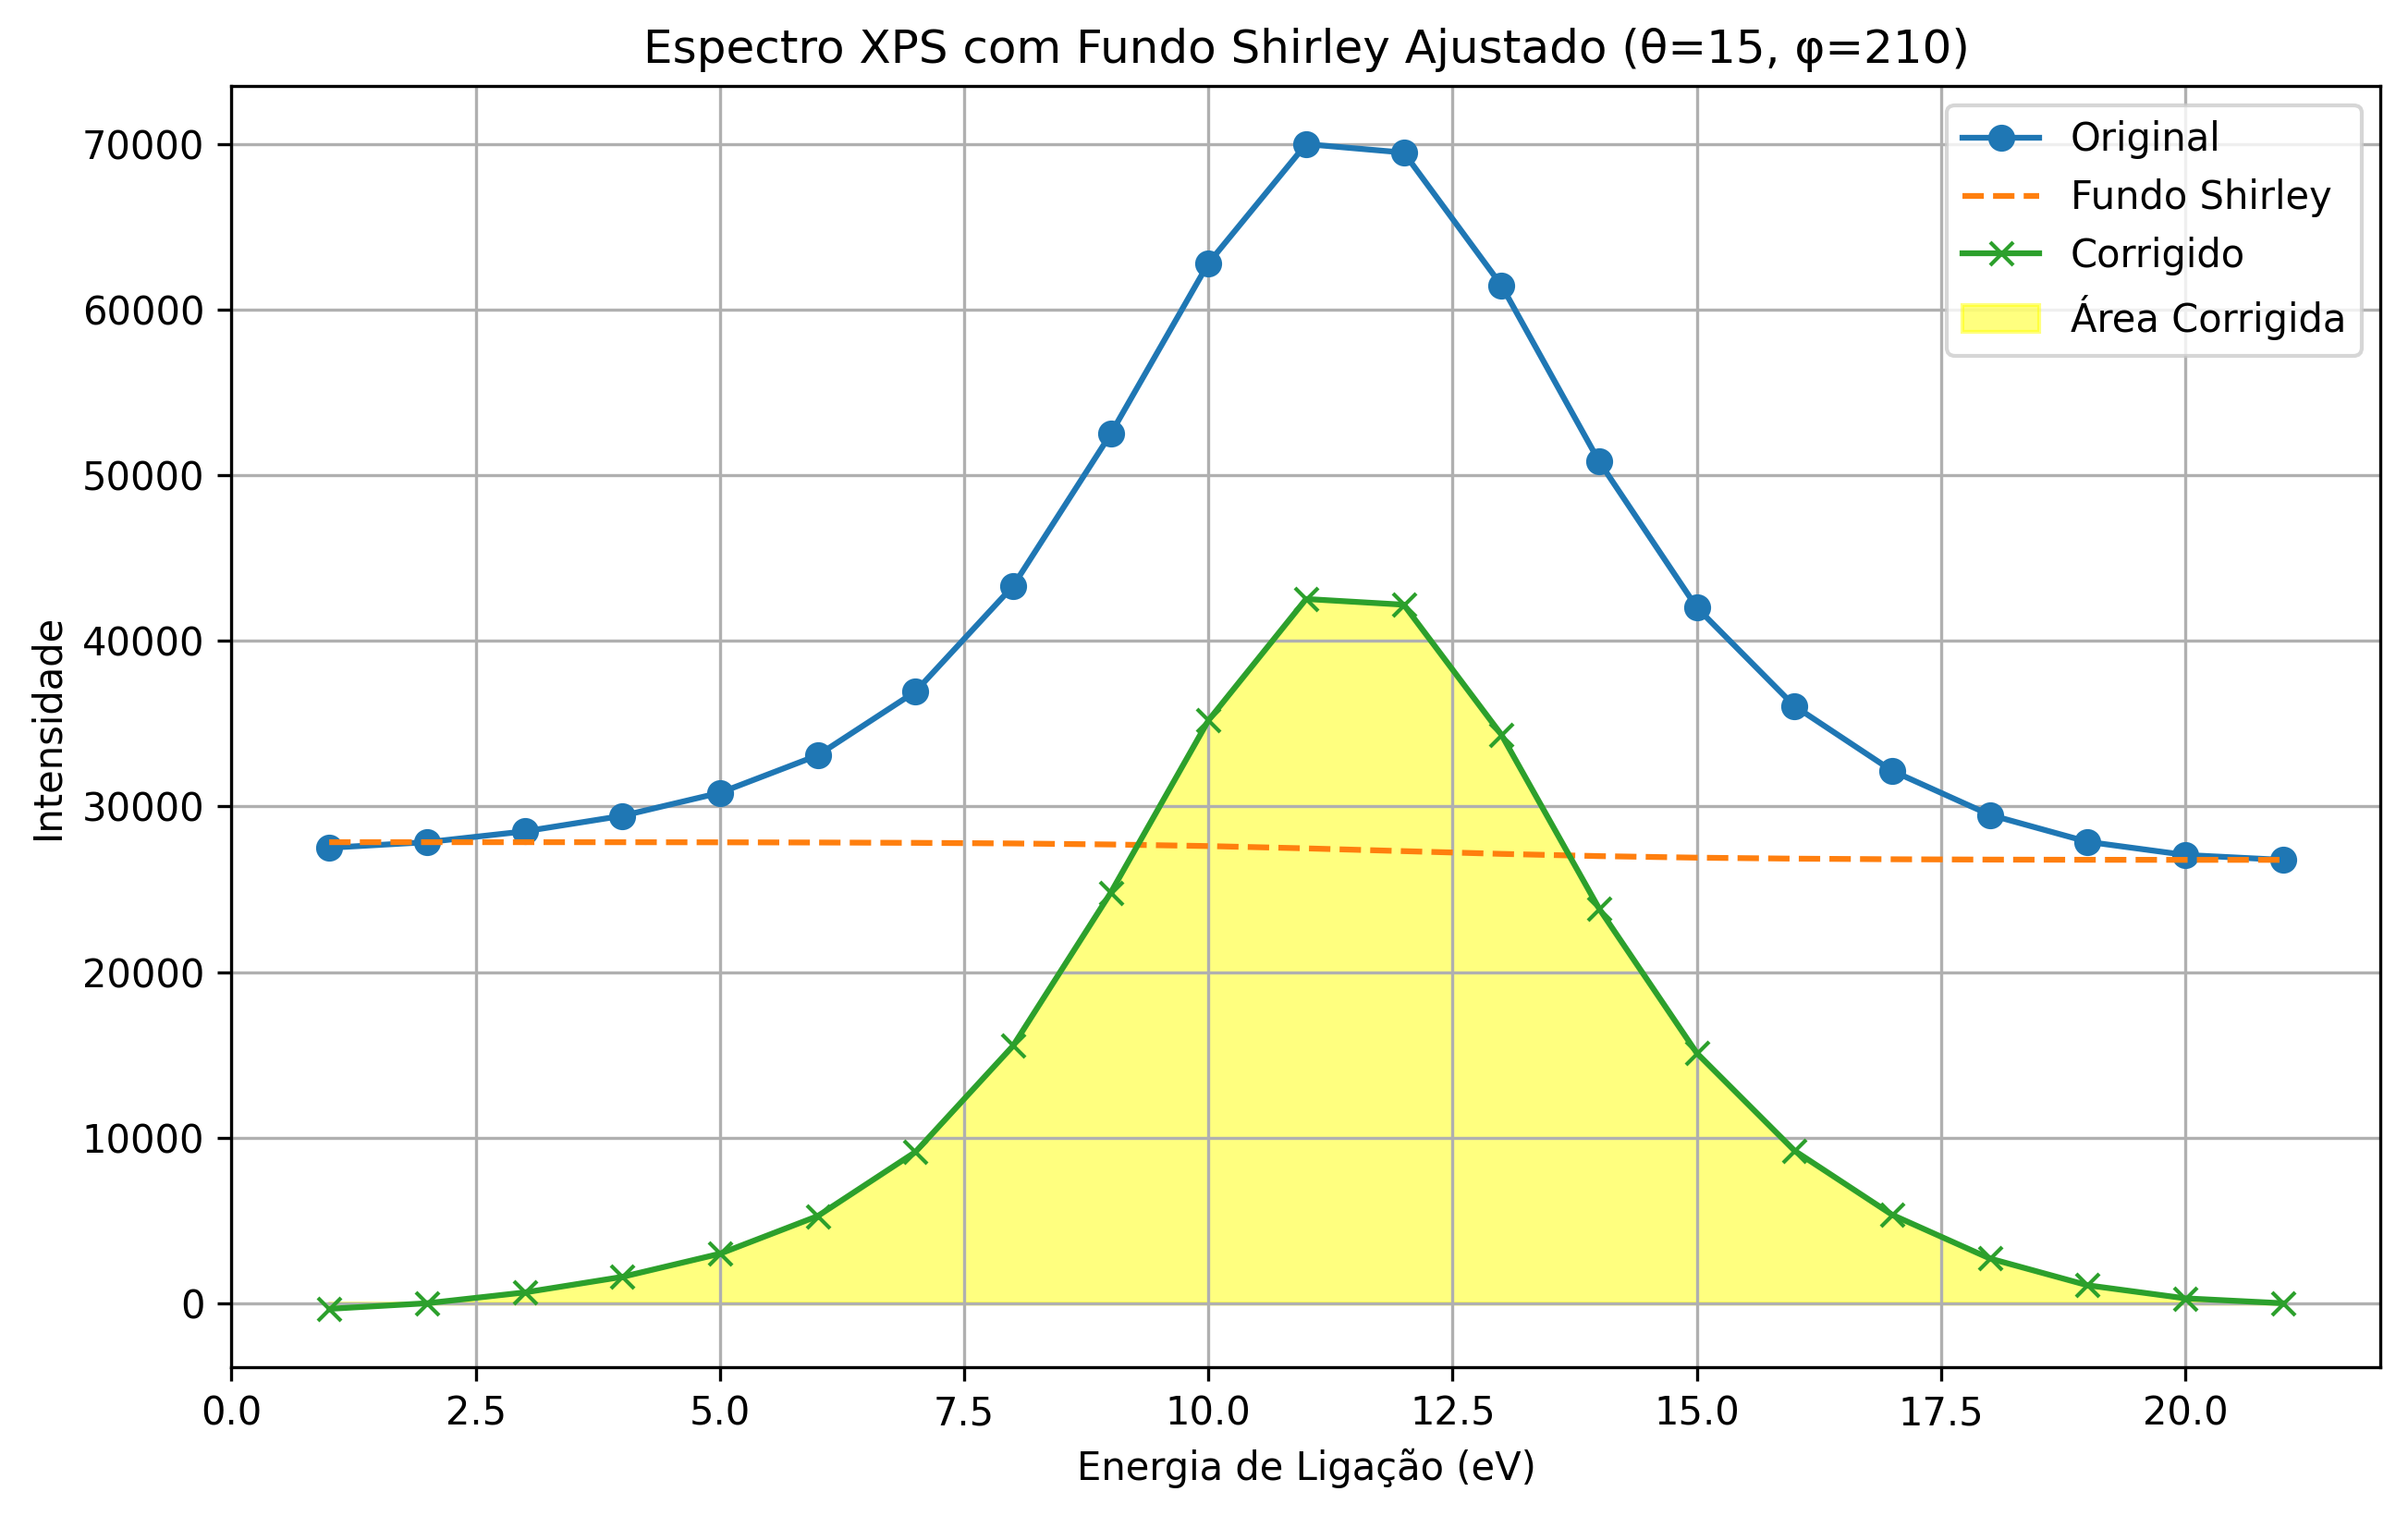 Espectro XPS com Fundo Shirley Ajustado (θ=15, φ=210)
Original
Fundo Shirley
Corrigido
Área Corrigida
Intensidade
70000
60000
50000
40000
30000
20000
10000
0
0.0 2.5 5.0 7.5 10.0 12.5 15.0 17.5 20.0
Energia de Ligação (eV)